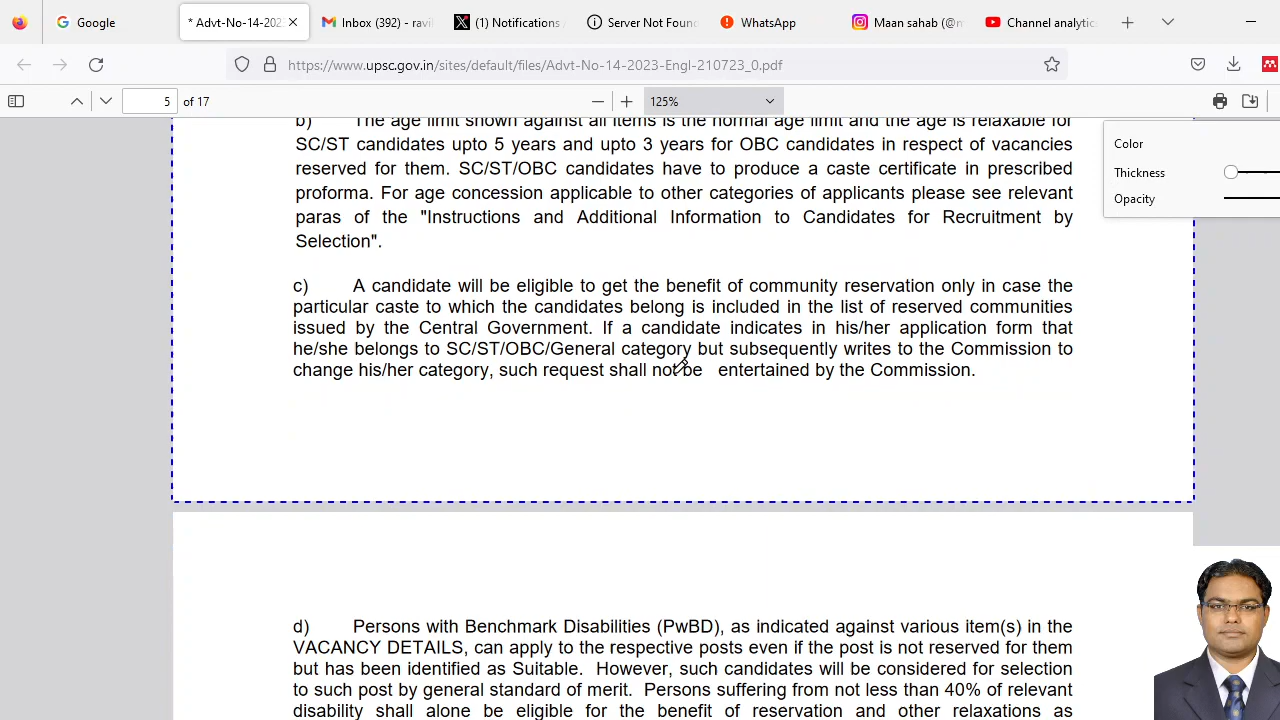 Google
* Advt-No-14-202
Inbox (392) - ravil
(1) Notifications
Server Not Foun
WhatsApp
Maan sahab (@m
Channel analytic
https://www.upsc.gov.in/sites/default/files/Advt-No-14-2023-Engl-210723_0.pdf
5 of 17
125%
Color
Thickness
Opacity
b) The age limit shown against all items is the normal age limit and the age is relaxable for
SC/ST candidates upto 5 years and upto 3 years for OBC candidates in respect of vacancies
reserved for them. SC/ST/OBC candidates have to produce a caste certificate in prescribed
proforma. For age concession applicable to other categories of applicants please see relevant
paras of the "Instructions and Additional Information to Candidates for Recruitment by
Selection".
c) A candidate will be eligible to get the benefit of community reservation only in case the
particular caste to which the candidates belong is included in the list of reserved communities
issued by the Central Government. If a candidate indicates in his/her application form that
he/she belongs to SC/ST/OBC/General category but subsequently writes to the Commission to
change his/her category, such request shall not be entertained by the Commission.
d) Persons with Benchmark Disabilities (PwBD), as indicated against various item(s) in the
VACANCY DETAILS, can apply to the respective posts even if the post is not reserved for them
but has been identified as Suitable. However, such candidates will be considered for selection
to such post by general standard of merit. Persons suffering from not less than 40% of relevant
disability shall alone be eligible for the benefit of reservation and other relaxations as